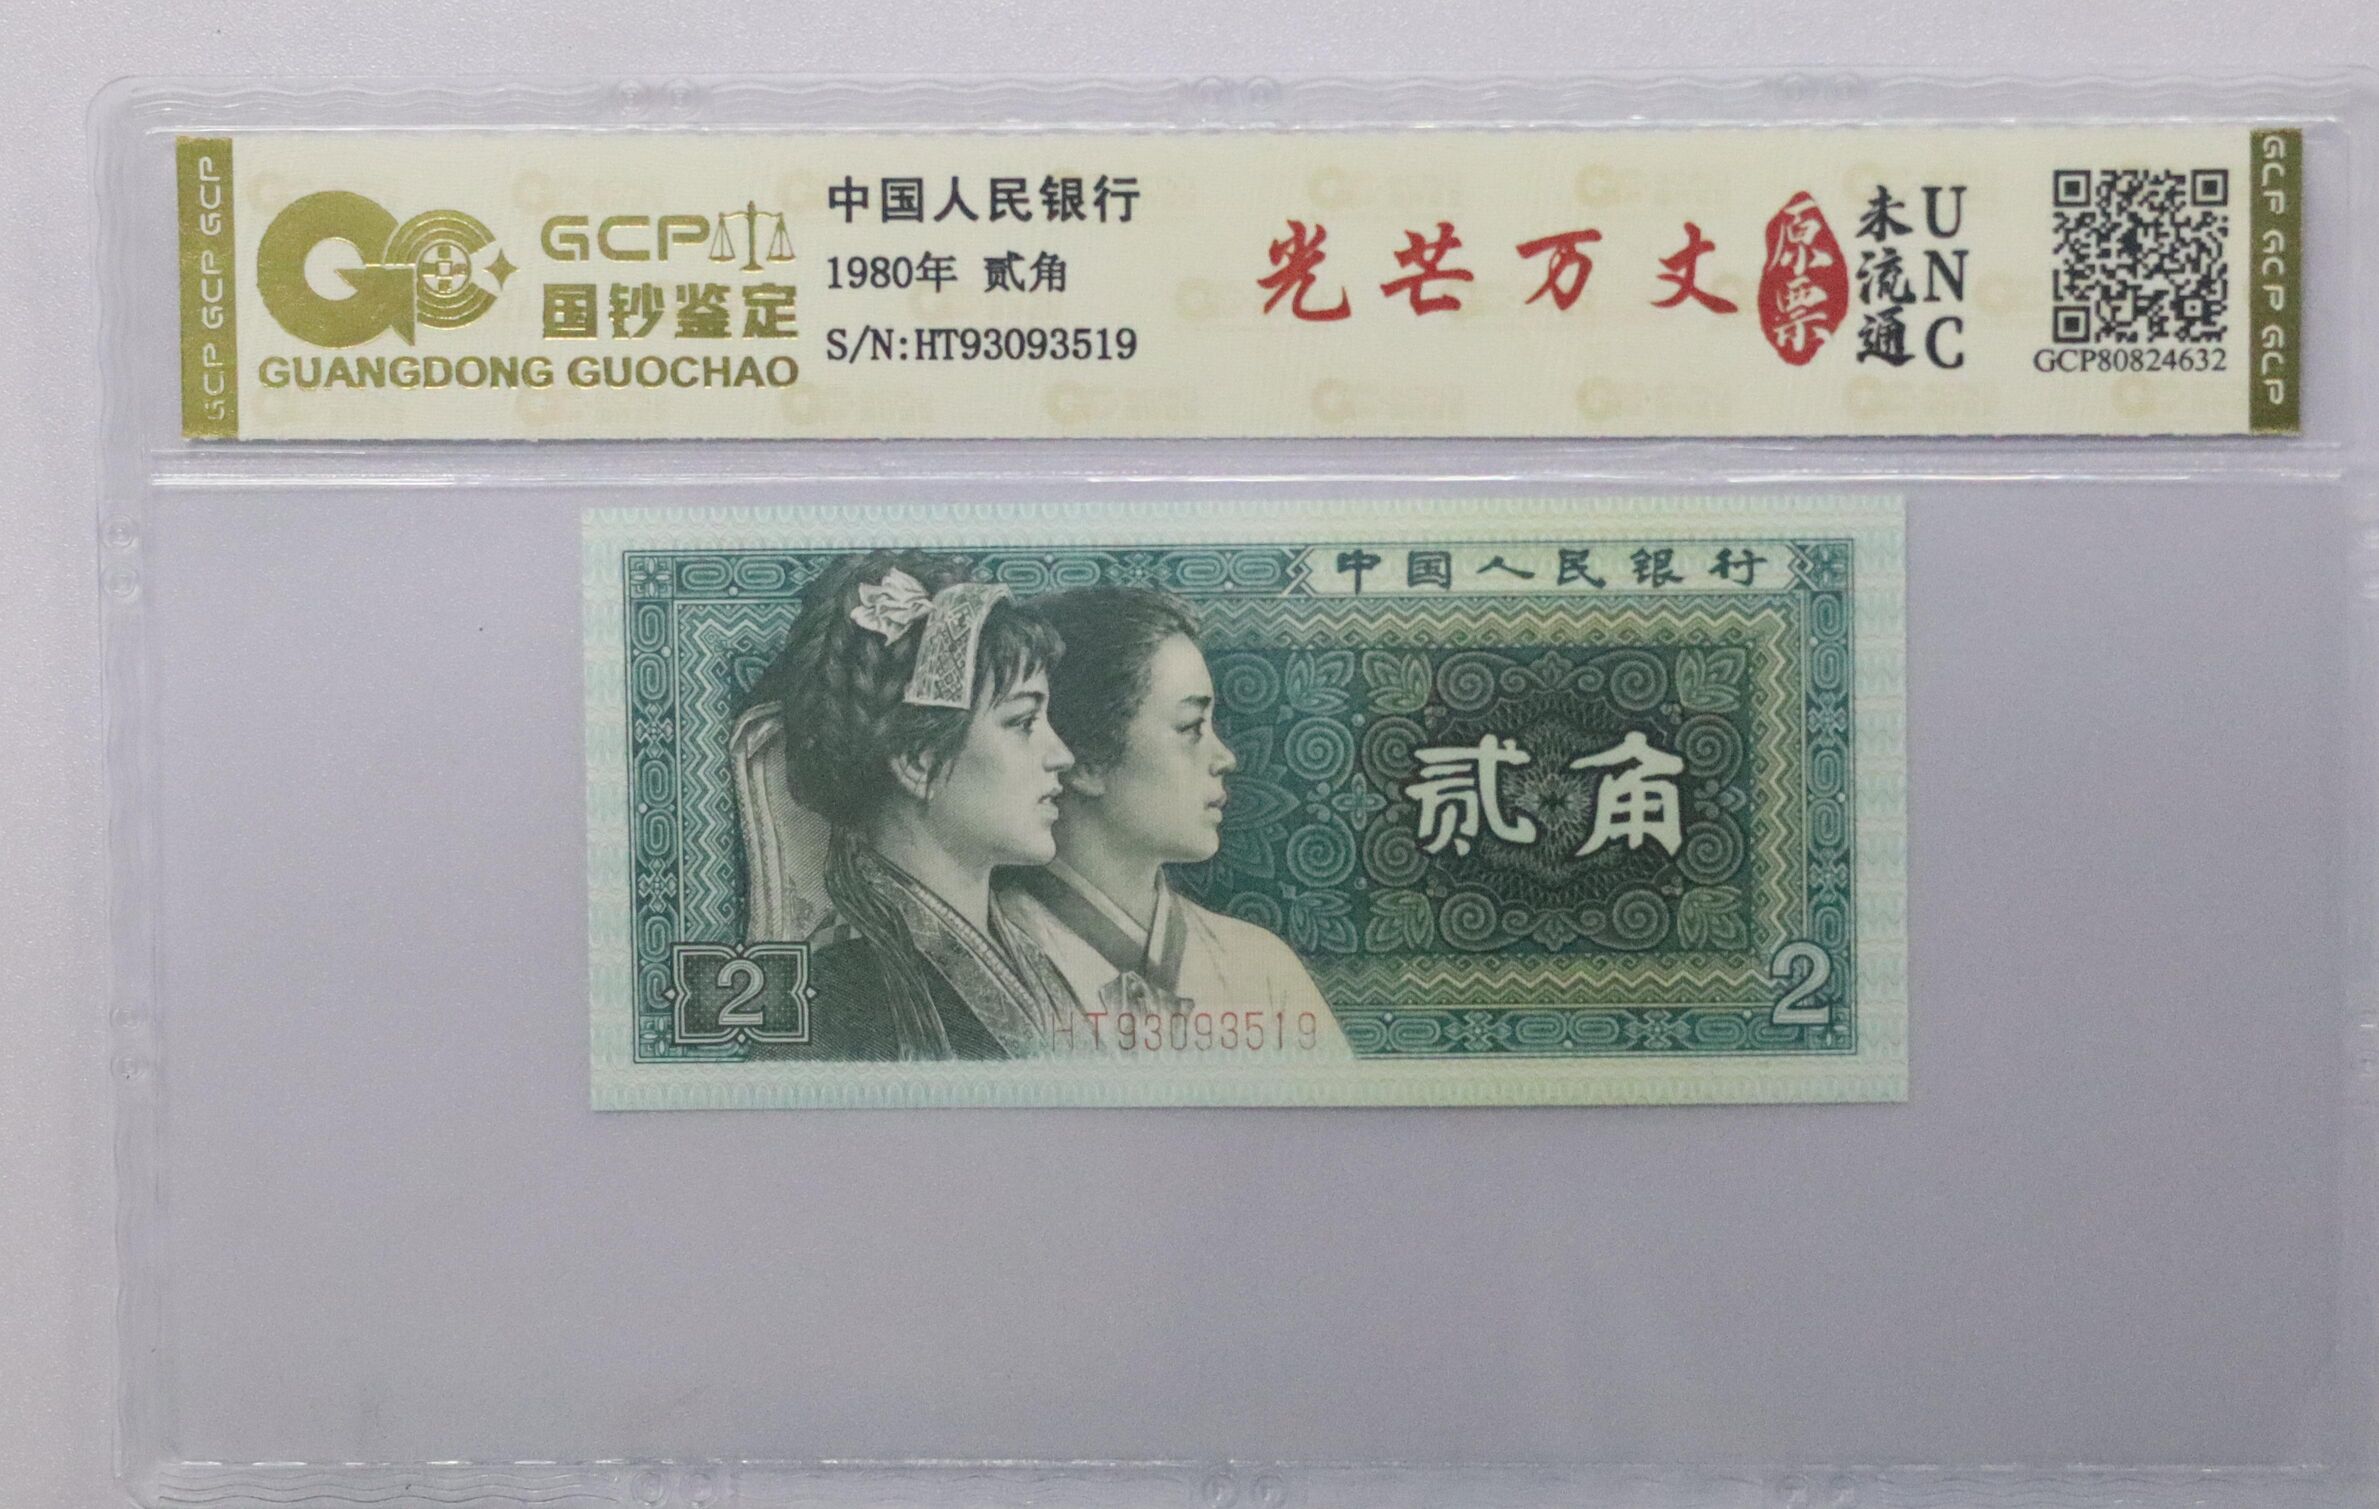 GCP GCP GCP
GCP
国钞鉴定
GUANGDONG GUOCHAO
中国人民银行
1980年 贰角
S/N:HT93093519
光芒万丈
原票
未流通
UNC
GCP80824632
GCP GCP GCP
中国人民银行
贰角
2
2
HT93093519